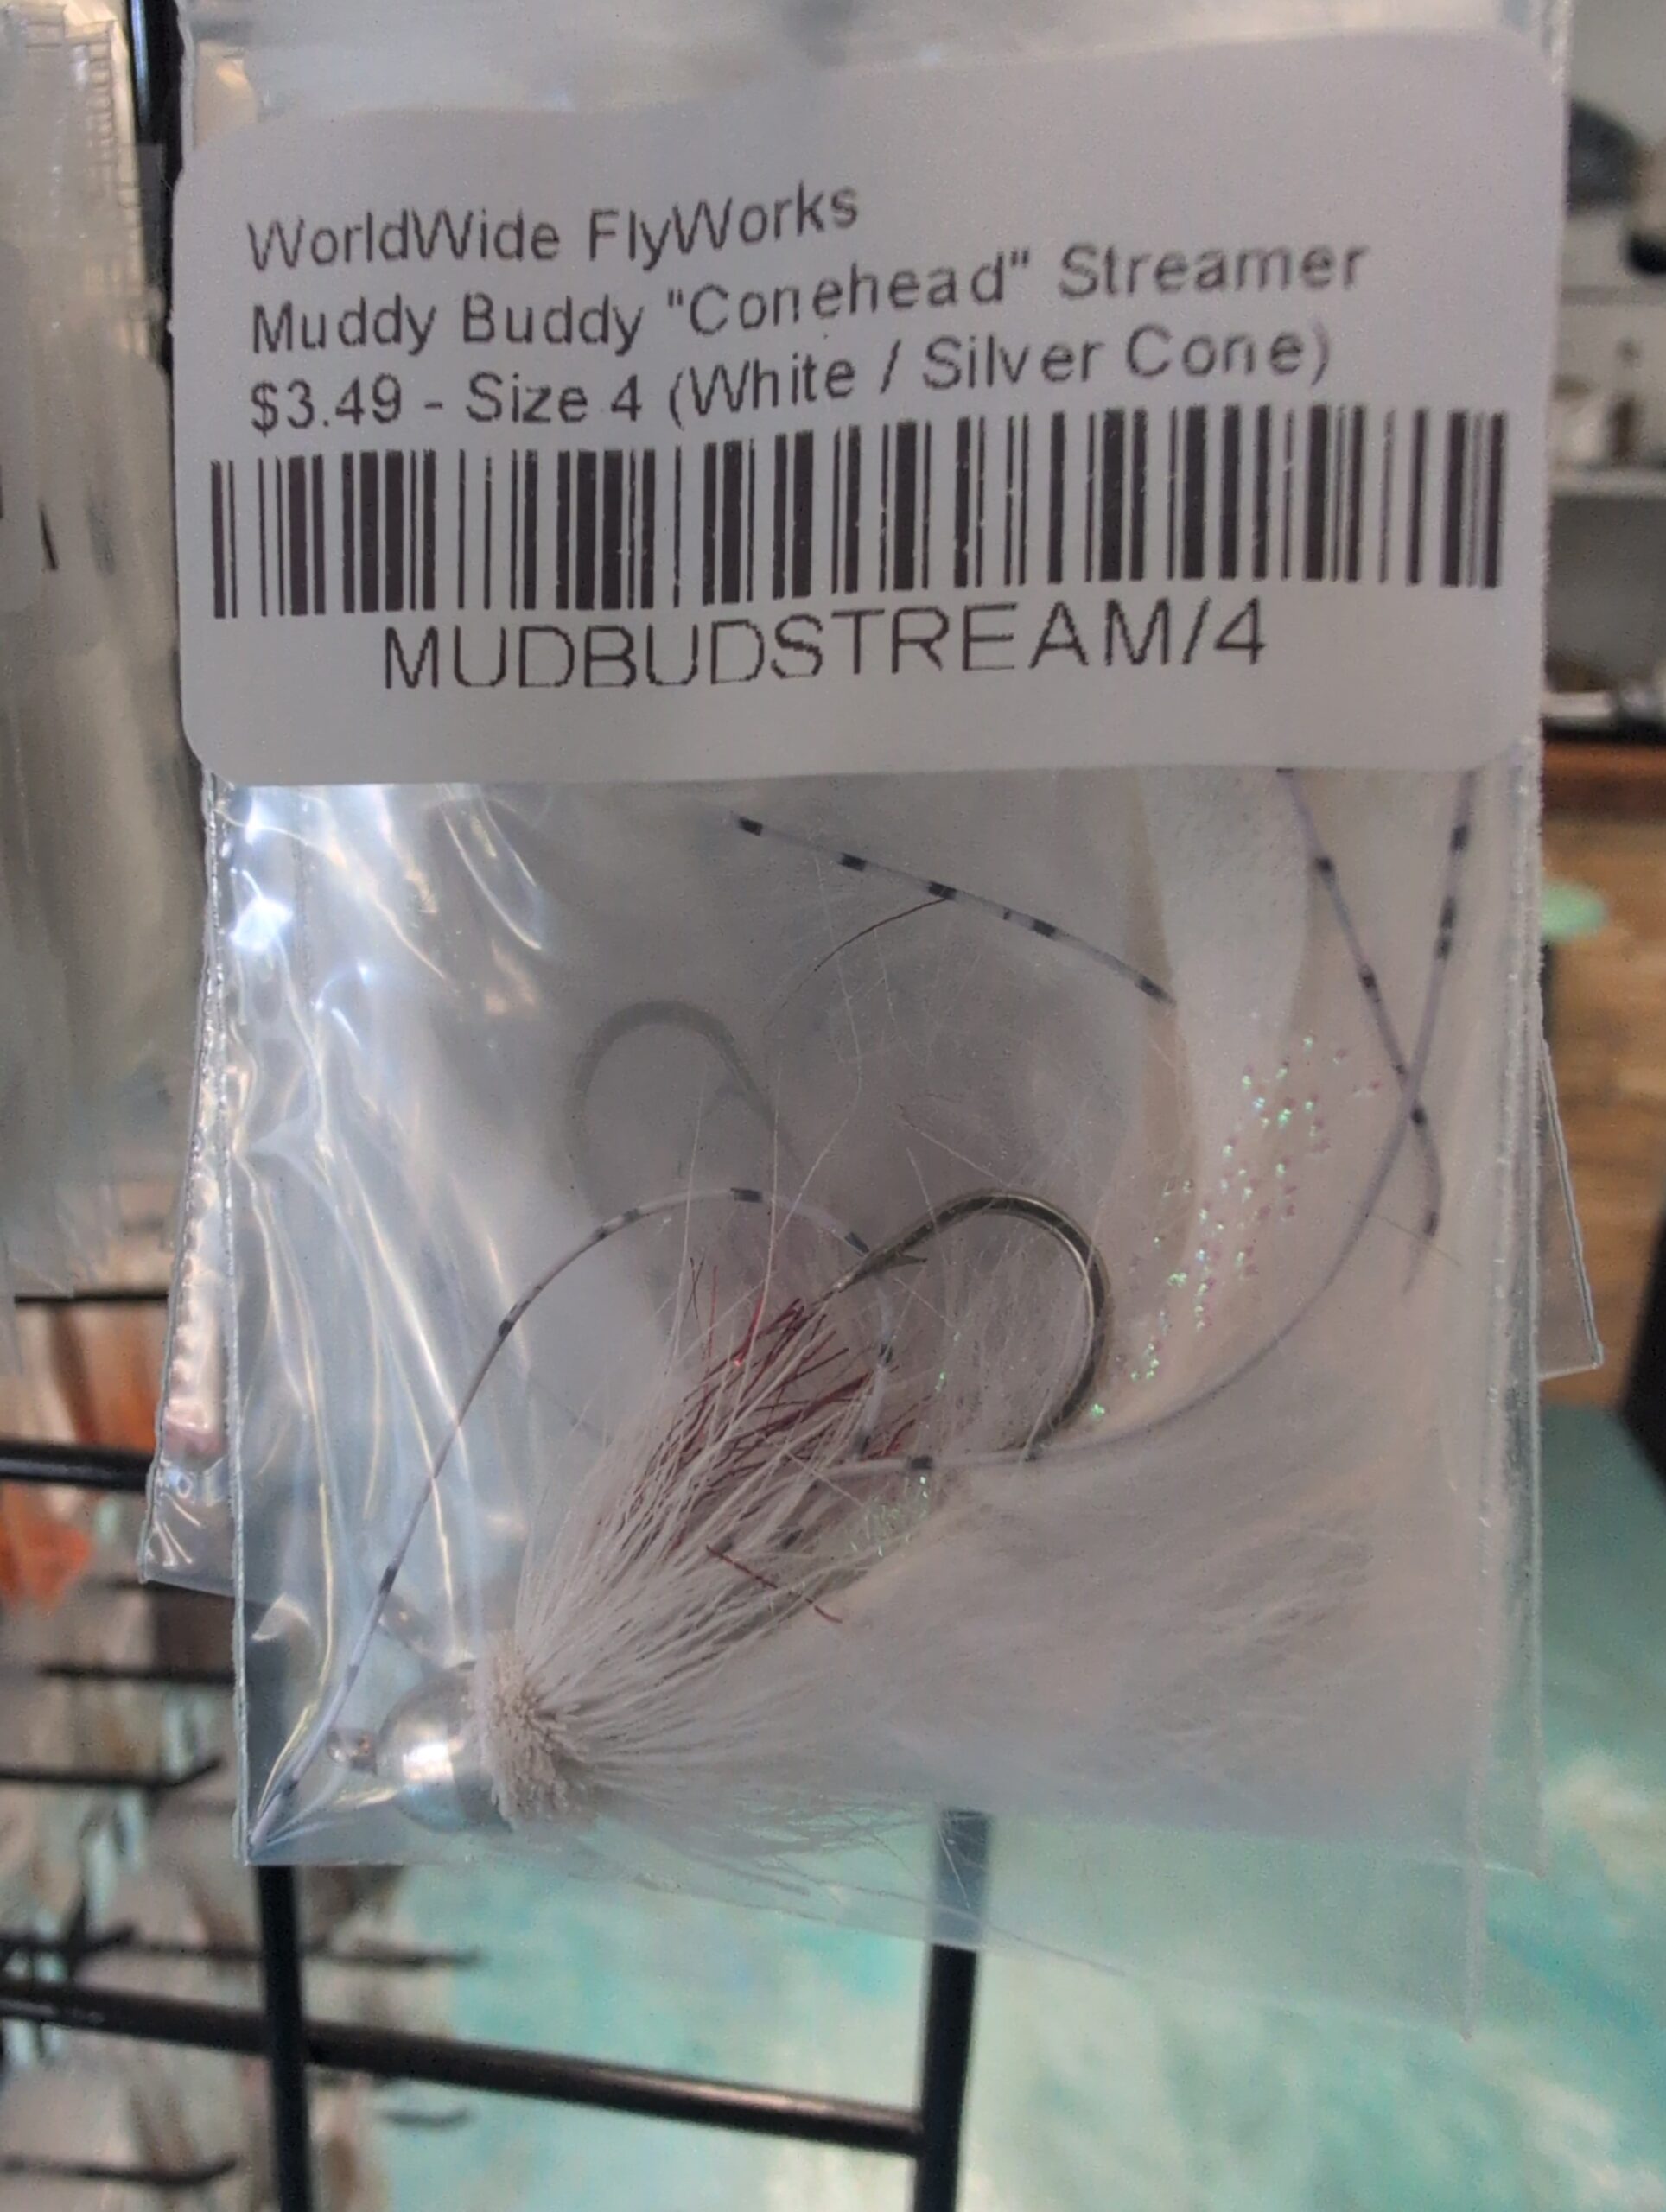 WorldWide FlyWorks
Muddy Buddy "Conehead" Streamer
$3.49 - Size 4 (White / Silver Cone)
MUDBUDSTREAM/4